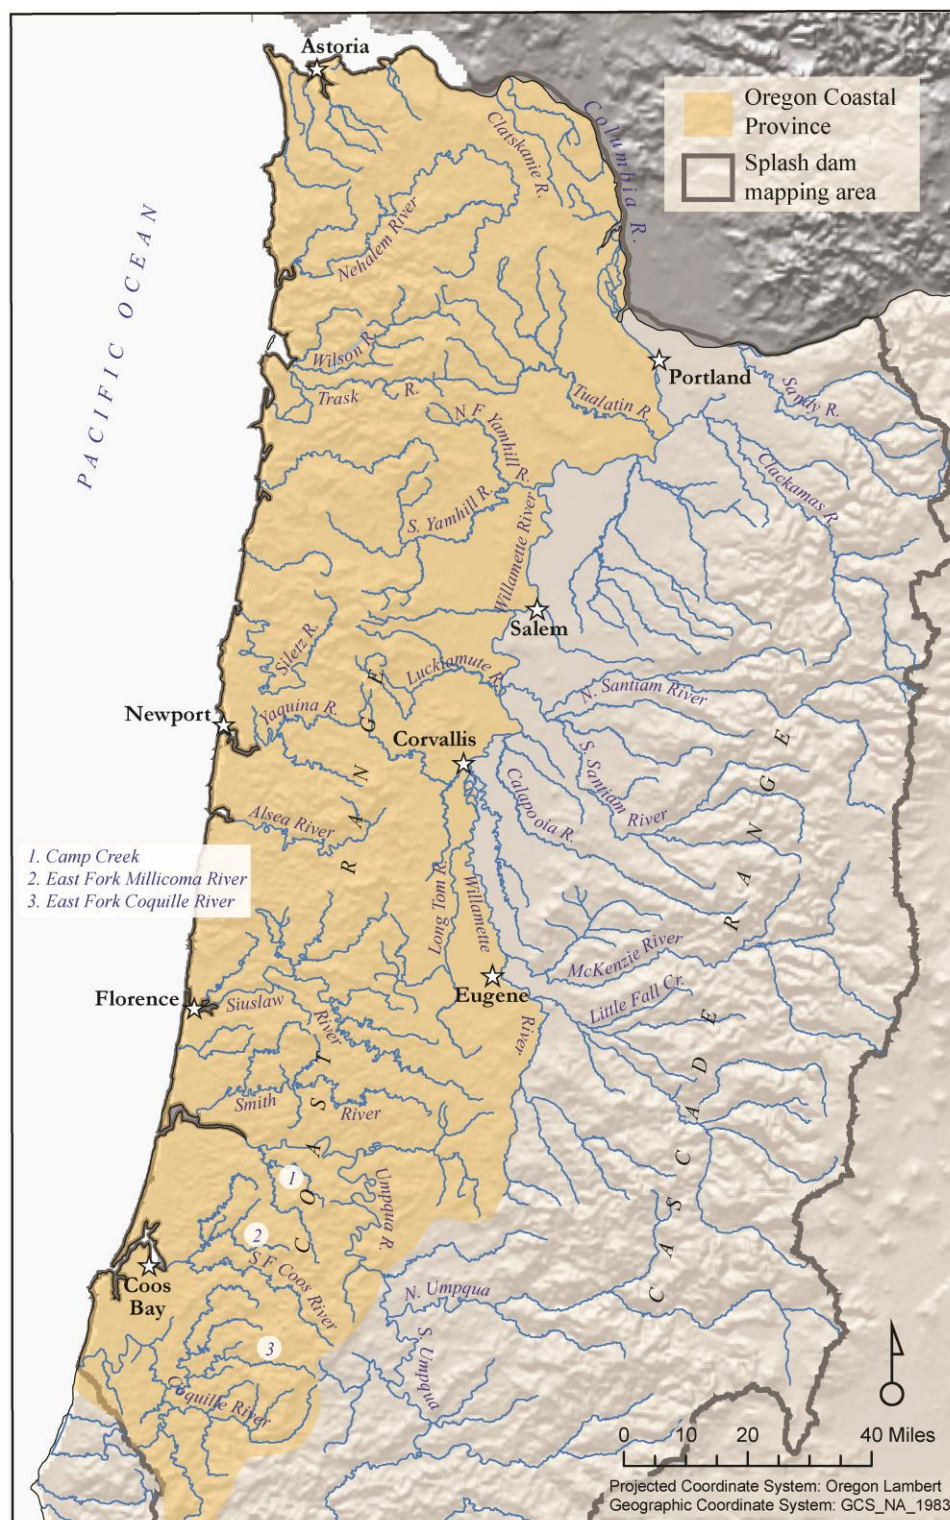 Astoria
Oregon Coastal
Province
Splash dam
mapping area
Columbia R.
Clatskanie R.
Nehalem River
PACIFIC OCEAN
Wilson R.
Trask R.
Portland
Tualatin R.
Sandy R.
N F Yamhill R.
Clackamas R
S. Yamhill R.
Willamette River
Salem
Siletz R.
Luckiamute R.
N. Santiam River
Newport
Yaquina R.
Corvallis
S. Santiam River
Calapooia R.
Alsea River
1. Camp Creek
2. East Fork Millicoma River
3. East Fork Coquille River
Long Tom R.
Willamette
River
McKenzie River
Eugene
Little Fall Cr.
Florence
Siuslaw
River
Smith
River
COAST RANGE
CASCADE RANGE
1
Umpqua R.
2
S F Coos River
Coos
Bay
N. Umpqua
S. Umpqua
3
Coquille River
0 10 20 40 Miles
Projected Coordinate System: Oregon Lambert
Geographic Coordinate System: GCS_NA_1983